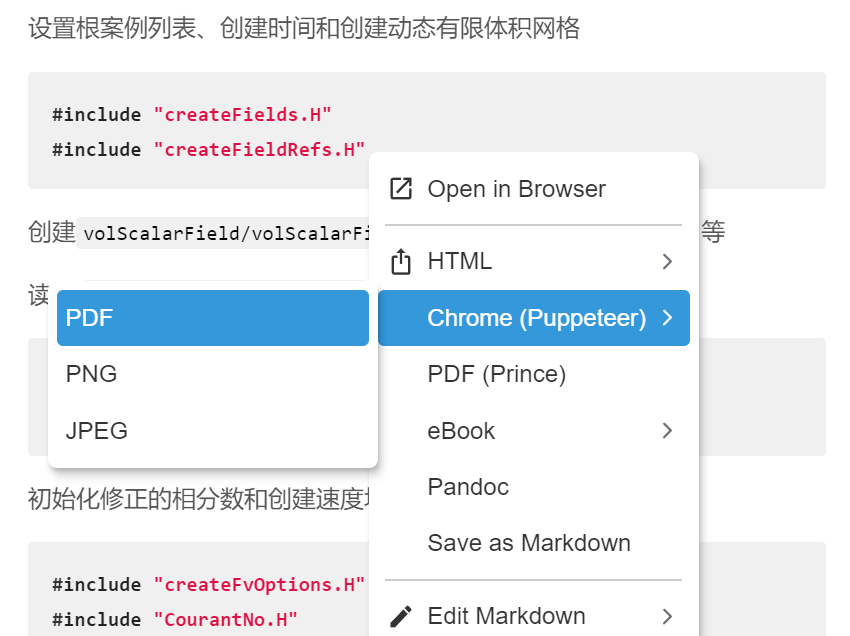 设置根案例列表、创建时间和创建动态有限体积网格
#include "createFields.H"
#include "createFieldRefs.H"
Open in Browser
创建 volScalarField/volScalarFi 等
HTML
读
PDF
Chrome (Puppeteer)
PNG
PDF (Prince)
JPEG
eBook
Pandoc
初始化修正的相分数和创建速度
Save as Markdown
#include "createFvOptions.H"
#include "CourantNo.H"
Edit Markdown